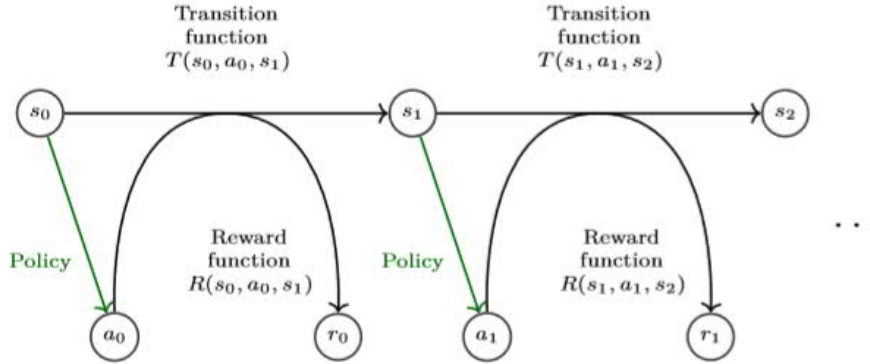 Transition
function
T(s₀, a₀, s₁)
Transition
function
T(s₁, a₁, s₂)
s₀
s₁
s₂
Policy
Reward
function
R(s₀, a₀, s₁)
Policy
Reward
function
R(s₁, a₁, s₂)
. .
a₀
r₀
a₁
r₁